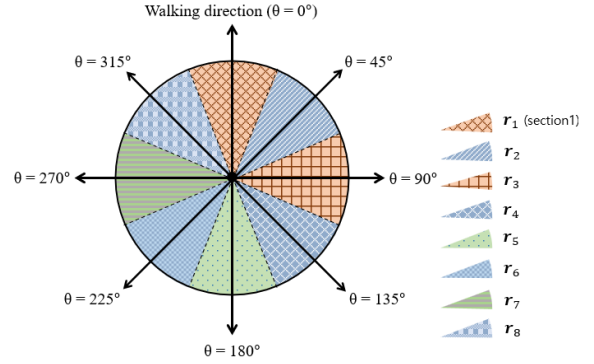 Walking direction (θ = 0°)
θ = 315°
θ = 45°
θ = 270°
θ = 90°
θ = 225°
θ = 135°
θ = 180°
r1 (section1)
r2
r3
r4
r5
r6
r7
r8